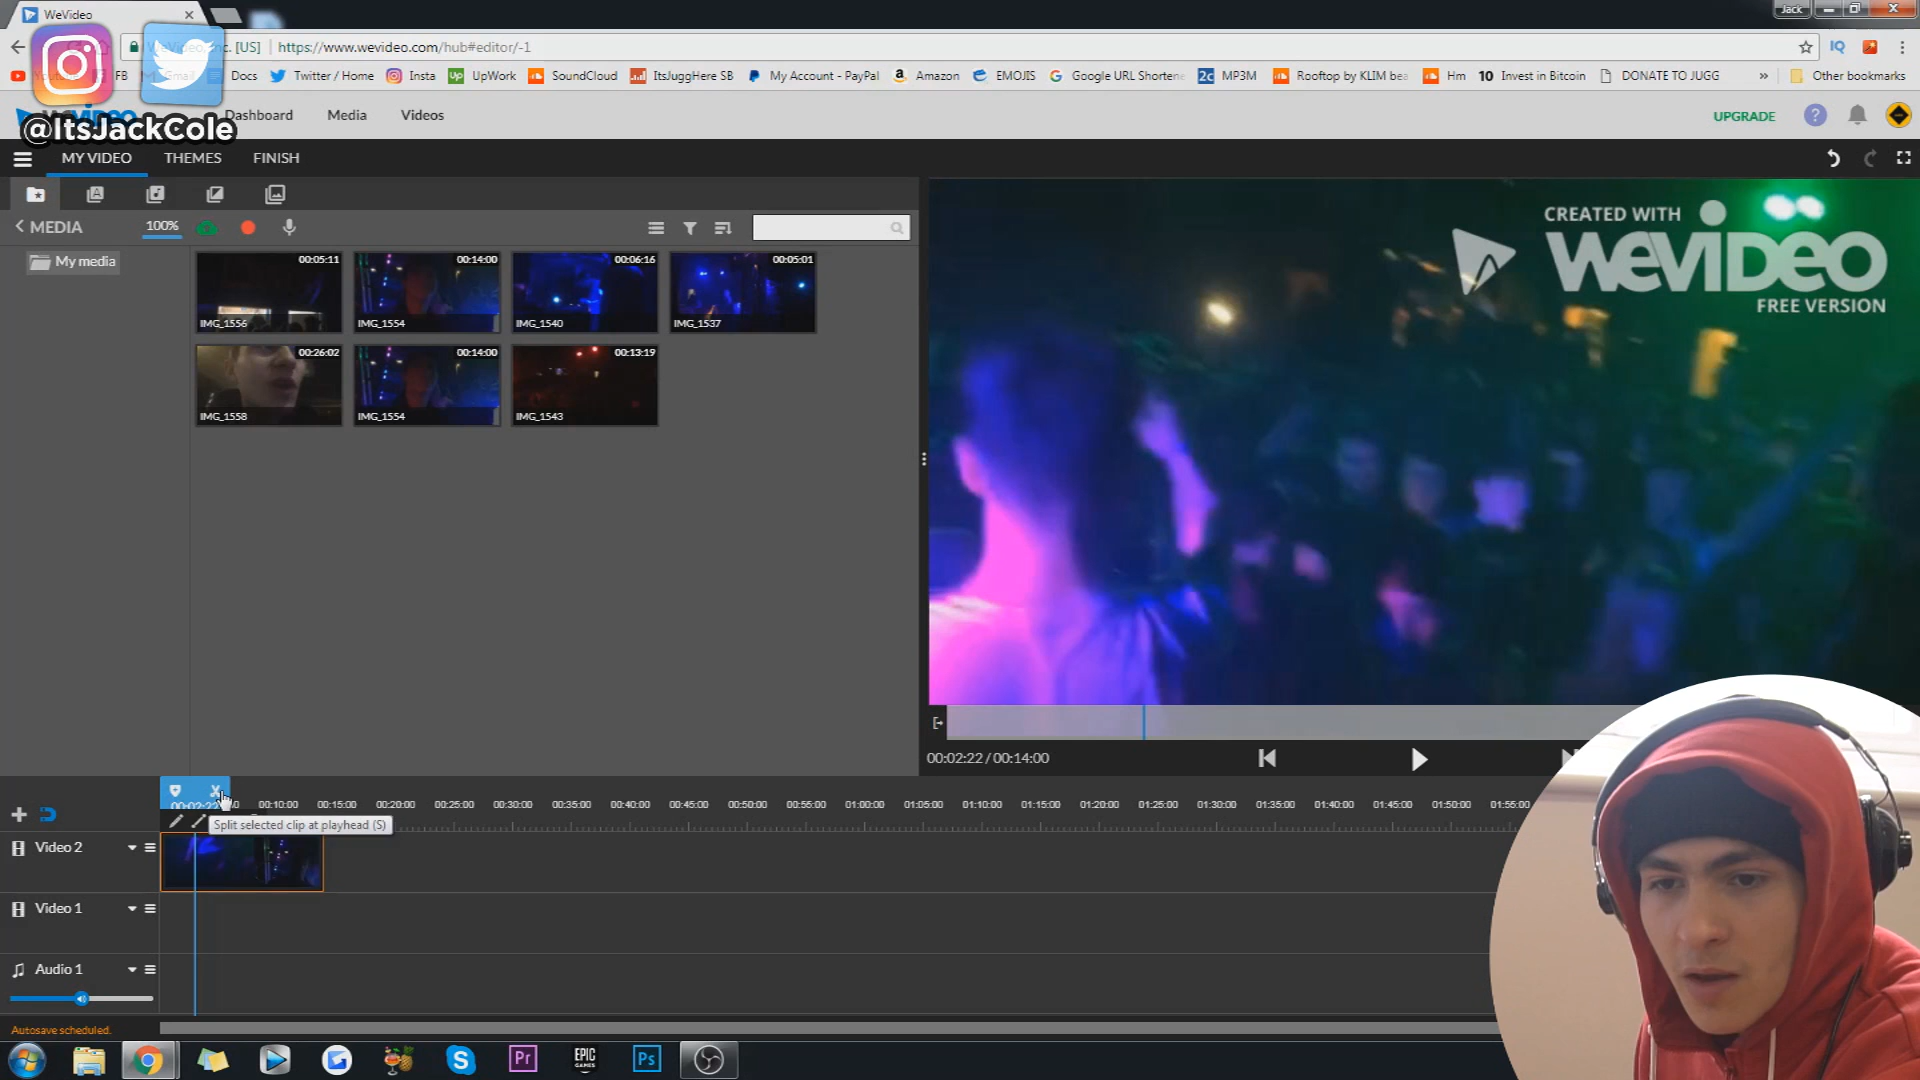 WeVideo
Jack
[US]
https://www.wevideo.com/hub#editor/-1
FB
Docs
Twitter / Home
Insta
UpWork
SoundCloud
ItsJuggHere SB
My Account - PayPal
Amazon
EMOJIS
Google URL Shortene
MP3M
Rooftop by KLIM bea
Hm
10 Invest in Bitcoin
DONATE TO JUGG
»
Other bookmarks
@ItsJackCole
Dashboard
Media
Videos
UPGRADE
MY VIDEO
THEMES
FINISH
MEDIA
100%
My media
00:05:11
IMG_1556
00:14:00
IMG_1554
00:06:16
IMG_1540
00:05:01
IMG_1537
00:26:02
IMG_1558
00:14:00
IMG_1554
00:13:19
IMG_1543
CREATED WITH
WeVIDEO
FREE VERSION
00:02:22 / 00:14:00
00:10:00 00:15:00 00:20:00 00:25:00 00:30:00 00:35:00 00:40:00 00:45:00 00:50:00 00:55:00 01:00:00 01:05:00 01:10:00 01:15:00 01:20:00 01:25:00 01:30:00 01:35:00 01:40:00 01:45:00 01:50:00 01:55:00
Split selected clip at playhead (S)
Video 2
Video 1
Audio 1
Autosave scheduled.
Pr
EPIC
GAMES
Ps